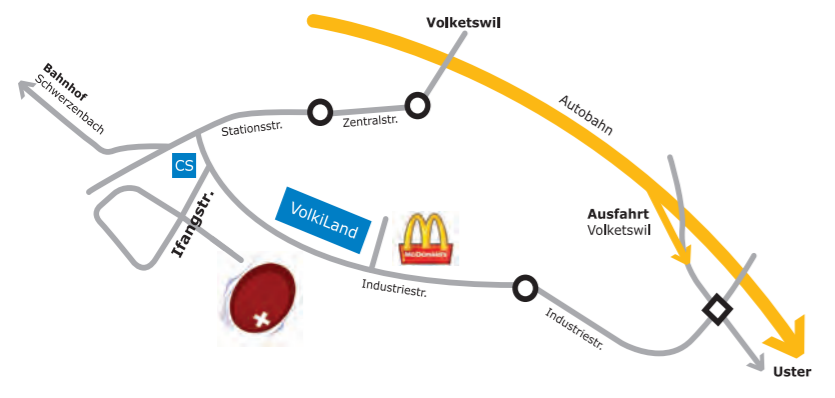 Volketswil
Bahnhof
Schwerzenbach
Autobahn
Stationsstr.
Zentralstr.
CS
Ifangstr.
VolkiLand
McDonald's
Ausfahrt
Volketswil
Industriestr.
Industriestr.
Uster